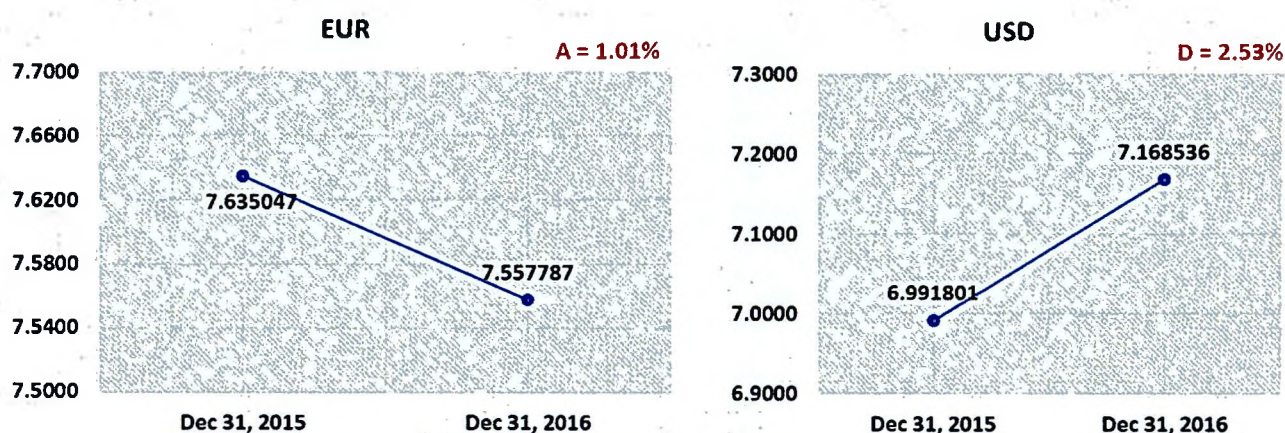 EUR
A = 1.01%
7.7000
7.6600
7.6200
7.5800
7.5400
7.5000
7.635047
7.557787
Dec 31, 2015
Dec 31, 2016
USD
D = 2.53%
7.3000
7.2000
7.1000
7.0000
6.9000
7.168536
6.991801
Dec 31, 2015
Dec 31, 2016